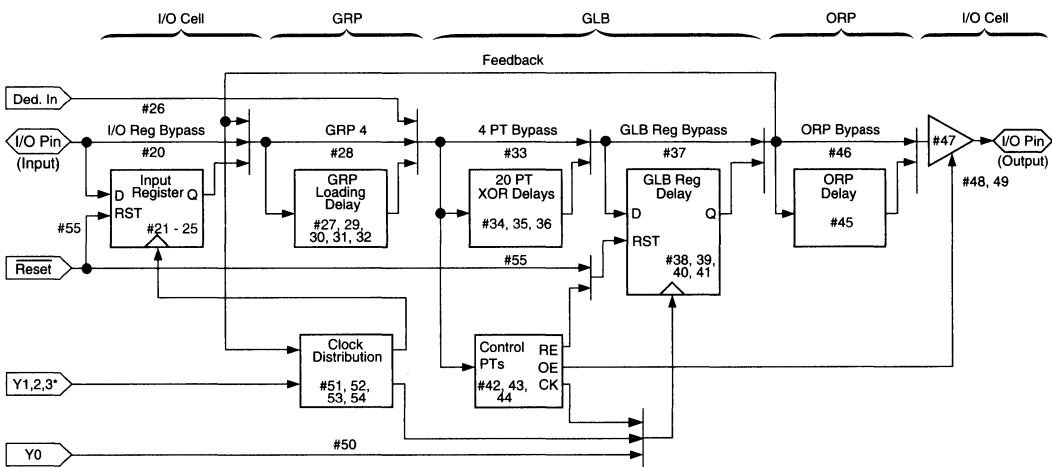 I/O Cell
GRP
GLB
ORP
I/O Cell
Feedback
Ded. In
#26
I/O Pin
(Input)
I/O Reg Bypass
#20
GRP 4
#28
4 PT Bypass
#33
GLB Reg Bypass
#37
ORP Bypass
#46
#47
I/O Pin
(Output)
#48, 49
Input
Register
D
Q
RST
#21 - 25
#55
GRP
Loading
Delay
#27, 29,
30, 31, 32
20 PT
XOR Delays
#34, 35, 36
GLB Reg
Delay
D
Q
RST
#38, 39,
40, 41
ORP
Delay
#45
Reset
#55
Clock
Distribution
#51, 52,
53, 54
Control
PTs
RE
OE
CK
#42, 43,
44
Y1,2,3*
Y0
#50